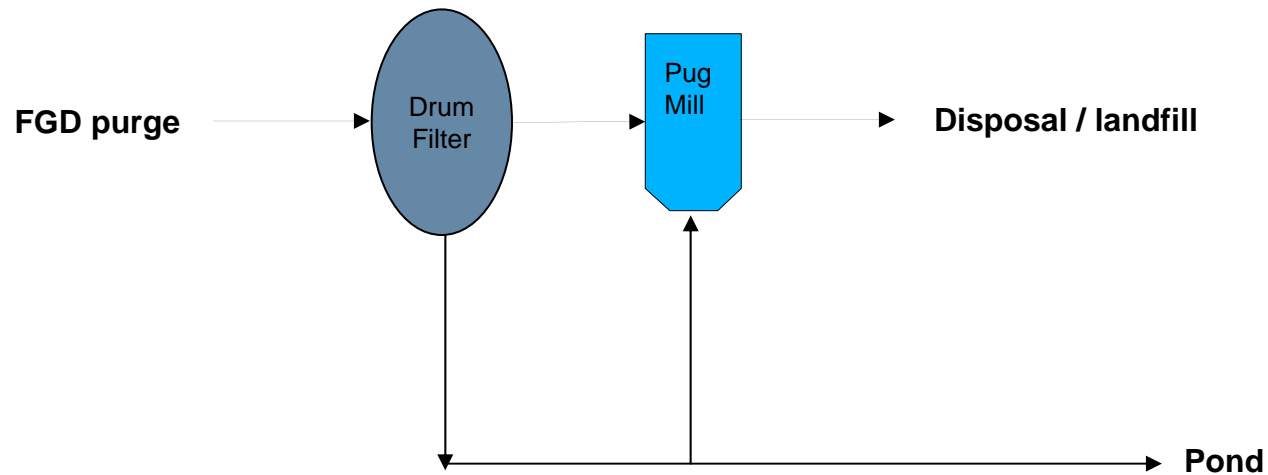 FGD purge
Drum
Filter
Pug
Mill
Disposal / landfill
Pond